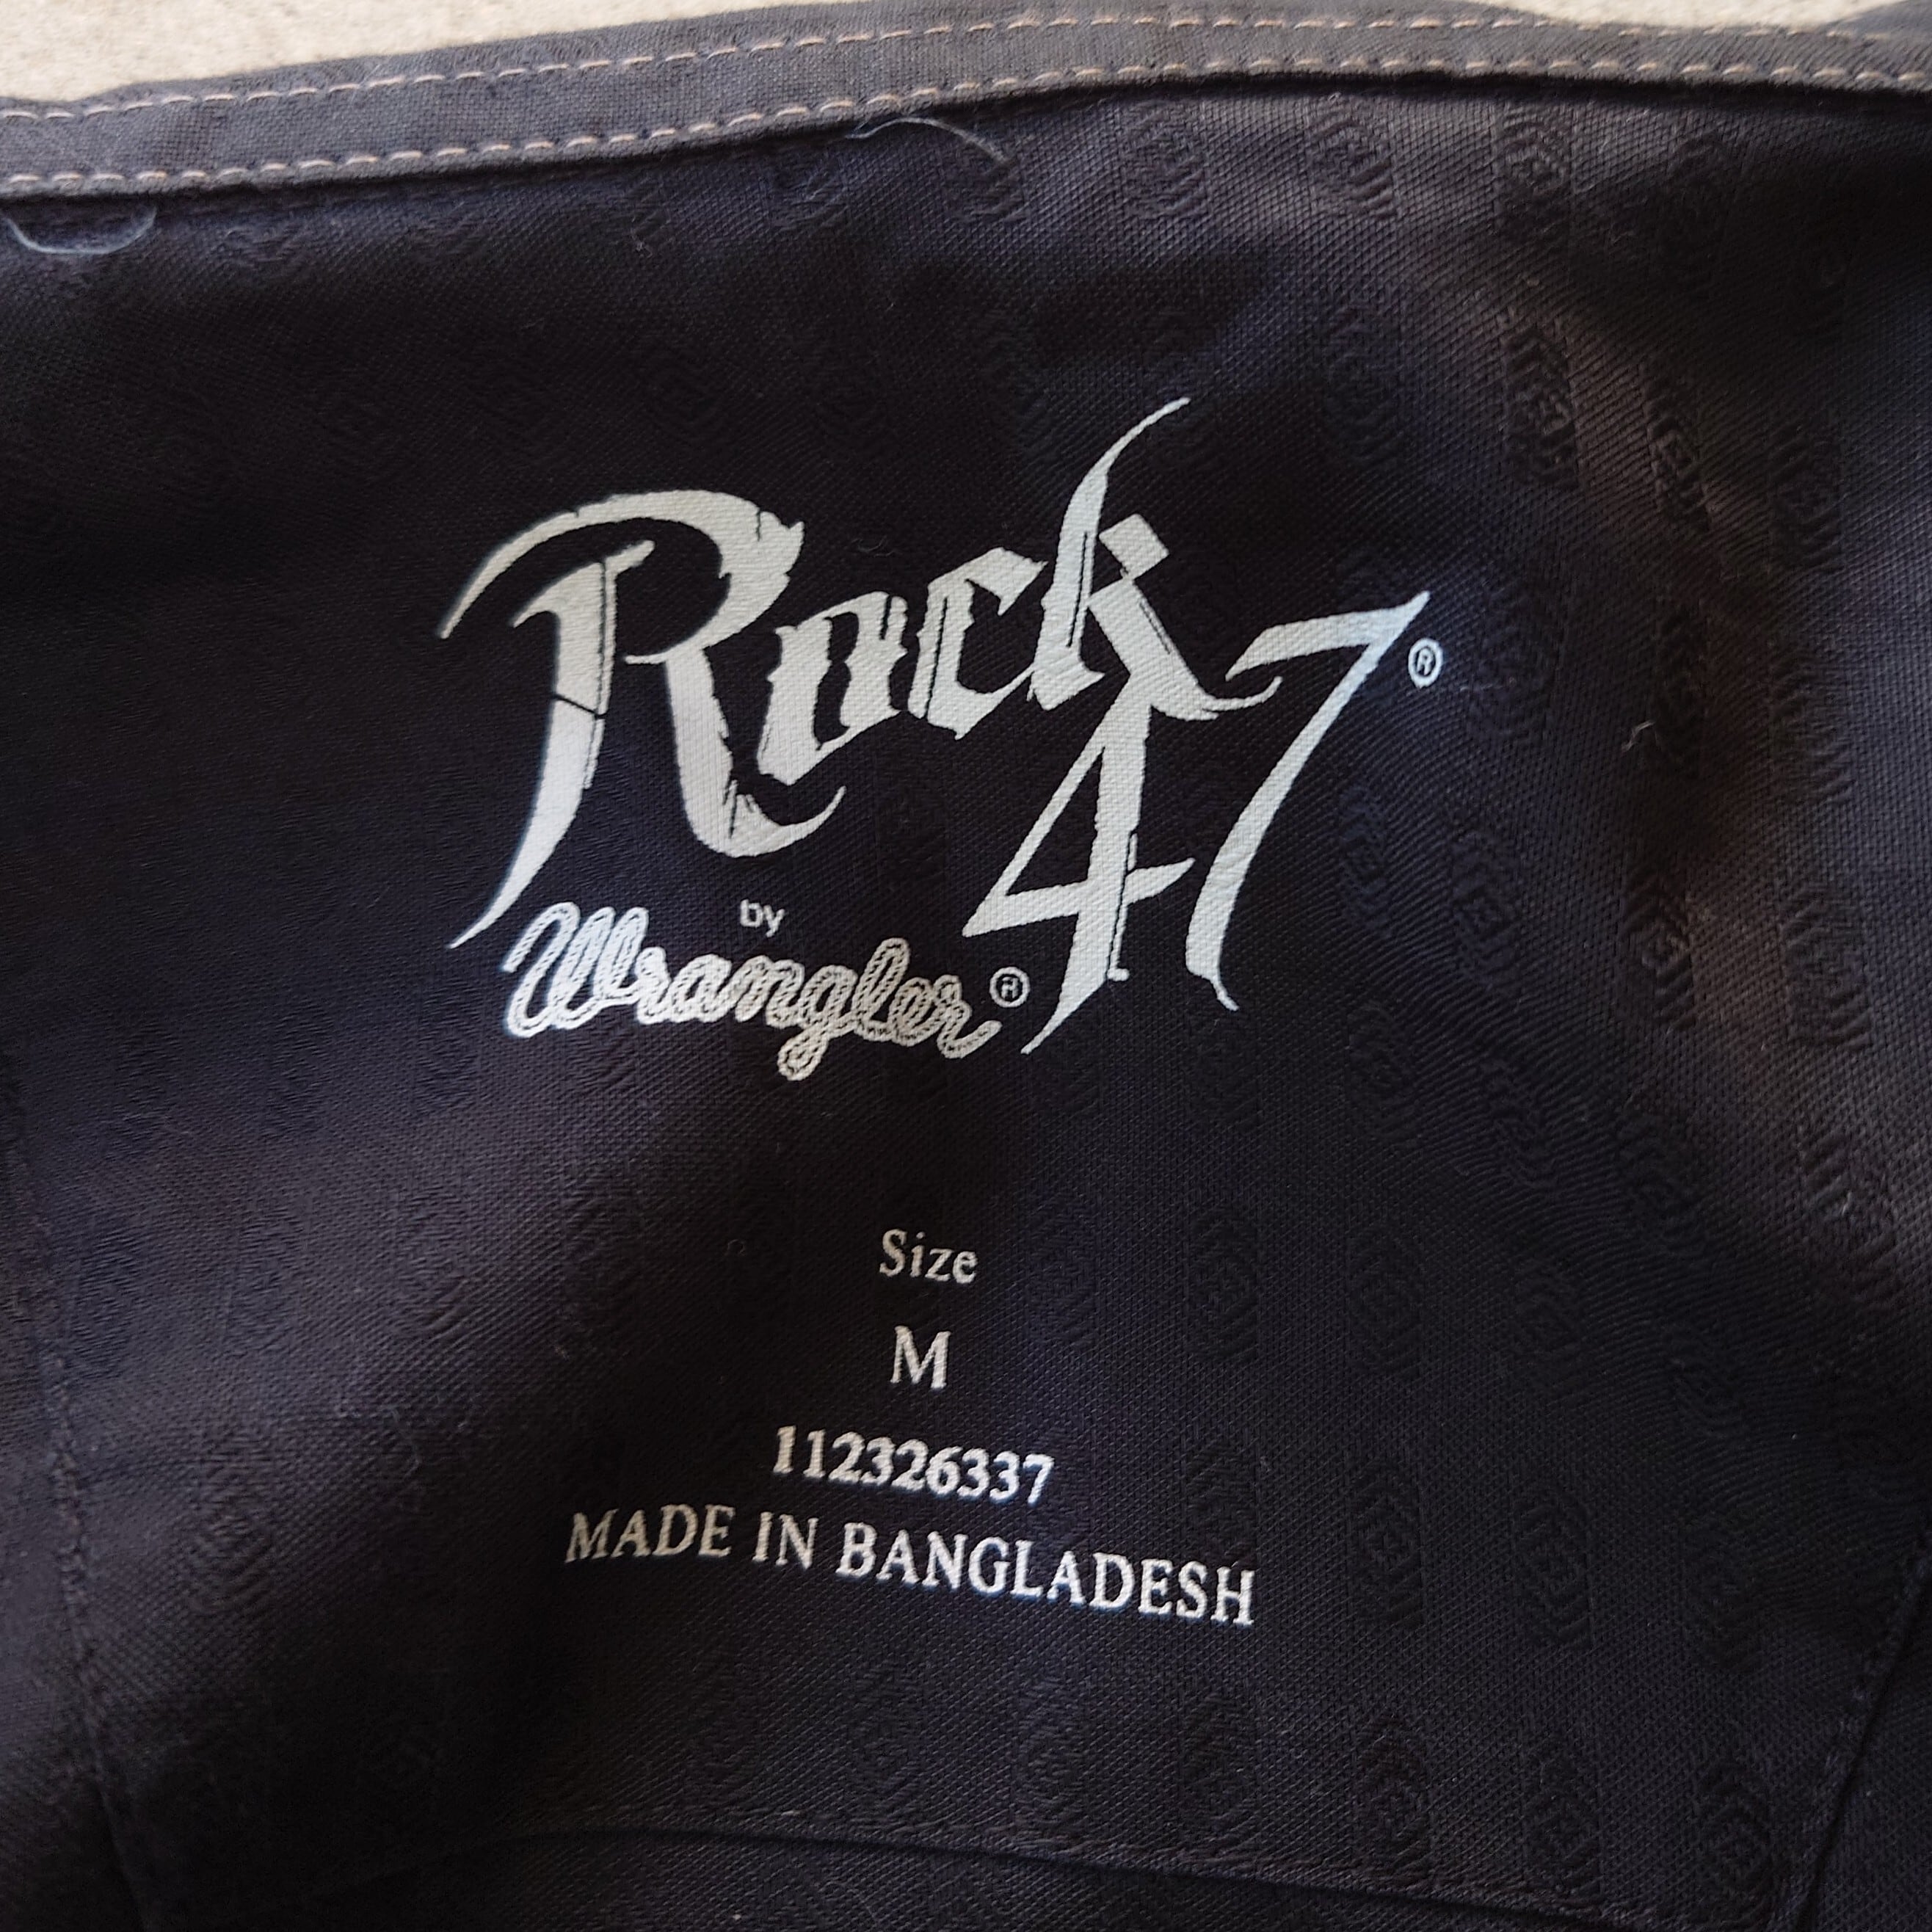 Rock
47®
by
Wrangler®
Size
M
112326337
MADE IN BANGLADESH